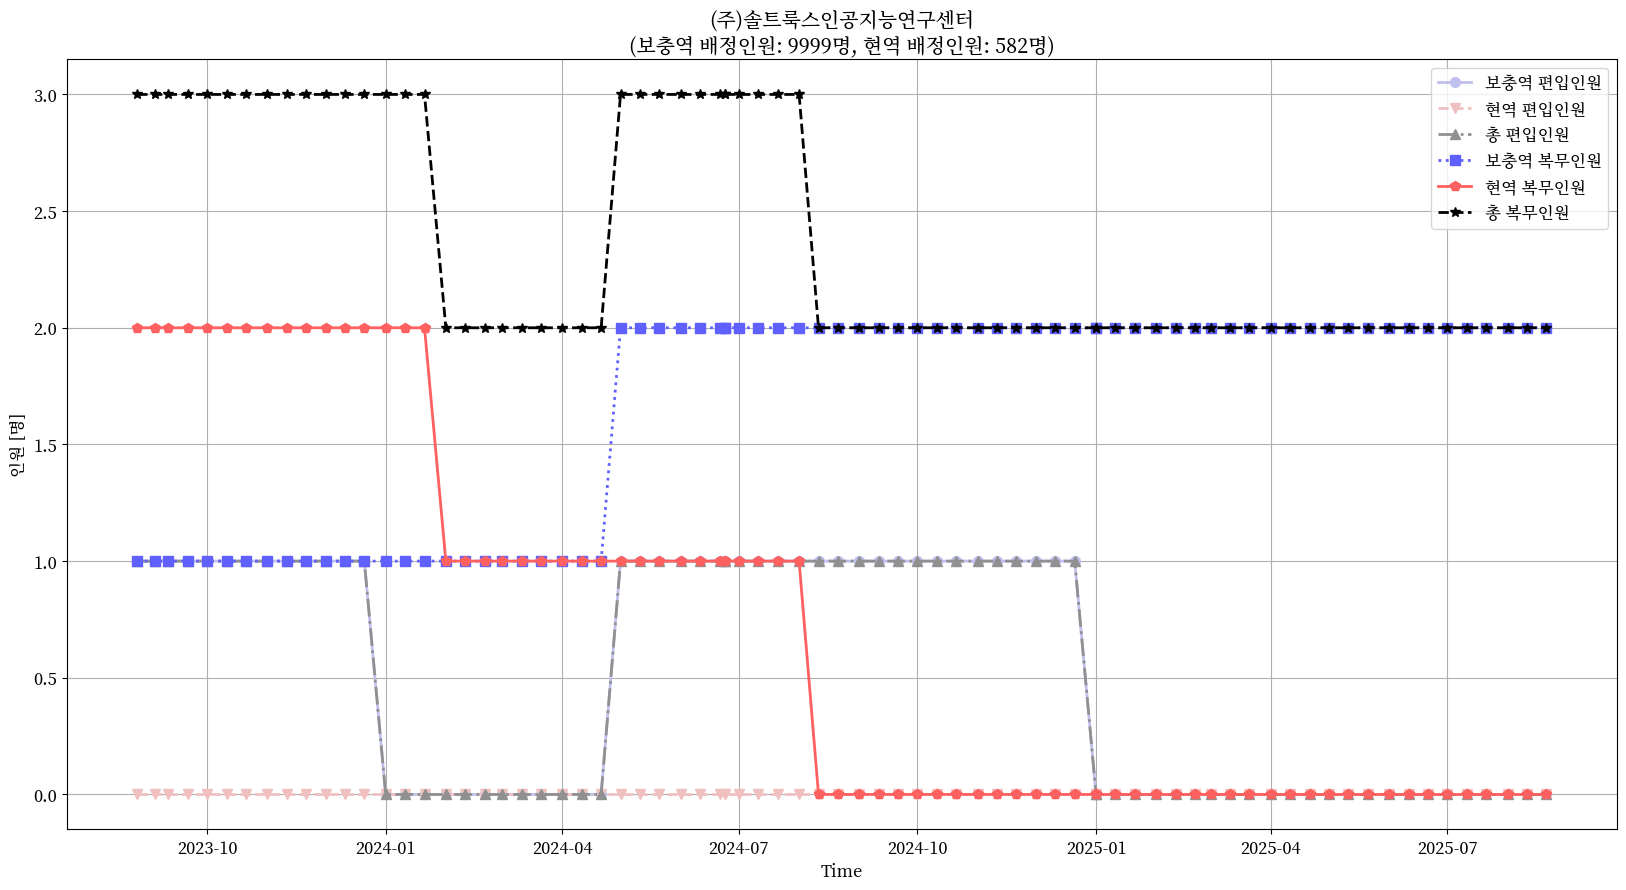 (주)솔트룩스인공지능연구센터
(보충역 배정인원: 9999명, 현역 배정인원: 582명)
보충역 편입인원
현역 편입인원
총 편입인원
보충역 복무인원
현역 복무인원
총 복무인원
3.0
2.5
2.0
1.5
1.0
0.5
0.0
인원 [명]
2023-10 2024-01 2024-04 2024-07 2024-10 2025-01 2025-04 2025-07
Time